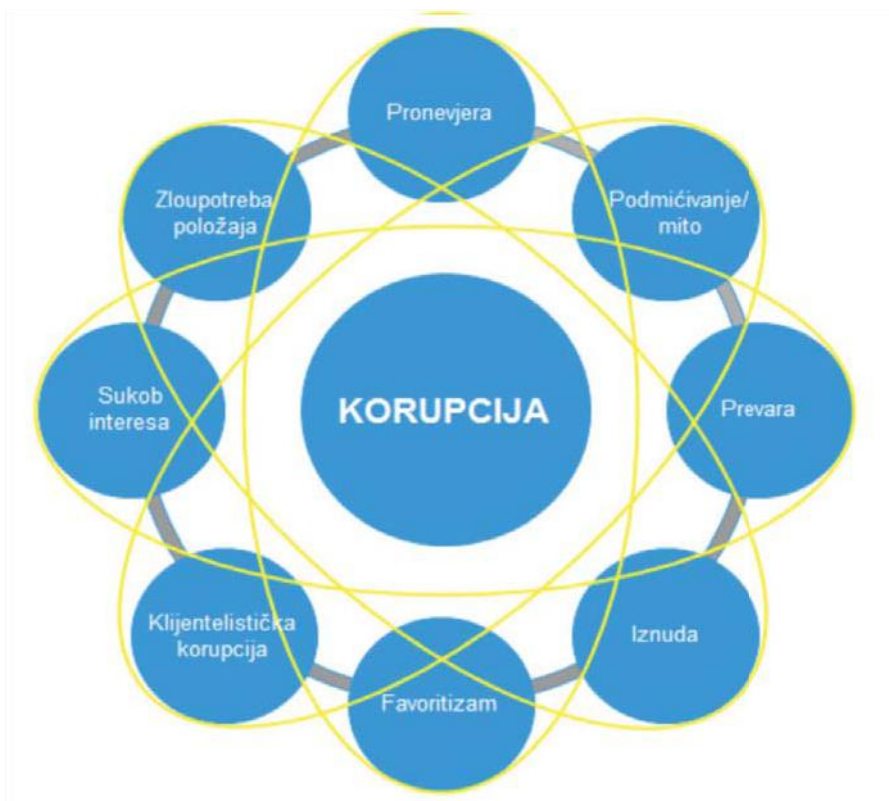 Pronevjera
Zloupotreba
položaja
Podmićivanje/
mito
Sukob
interesa
KORUPCIJA
Prevara
Klijentelistička
korupcija
Iznuda
Favoritizam